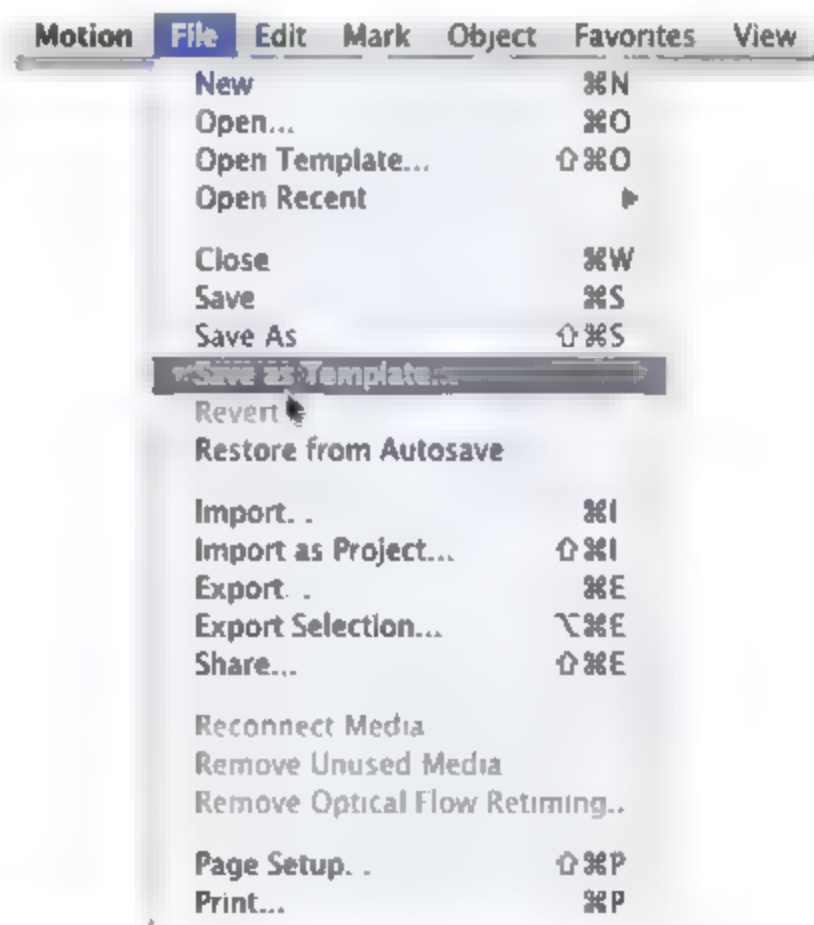 Motion File Edit Mark Object Favorites View
New ⌘N
Open... ⌘O
Open Template... ⇧⌘O
Open Recent ▶
Close ⌘W
Save ⌘S
Save As ⇧⌘S
Save as Template...
Revert
Restore from Autosave
Import. . ⌘I
Import as Project... ⇧⌘I
Export. . ⌘E
Export Selection... ⌥⌘E
Share... ⇧⌘E
Reconnect Media
Remove Unused Media
Remove Optical Flow Retiming..
Page Setup. . ⇧⌘P
Print... ⌘P